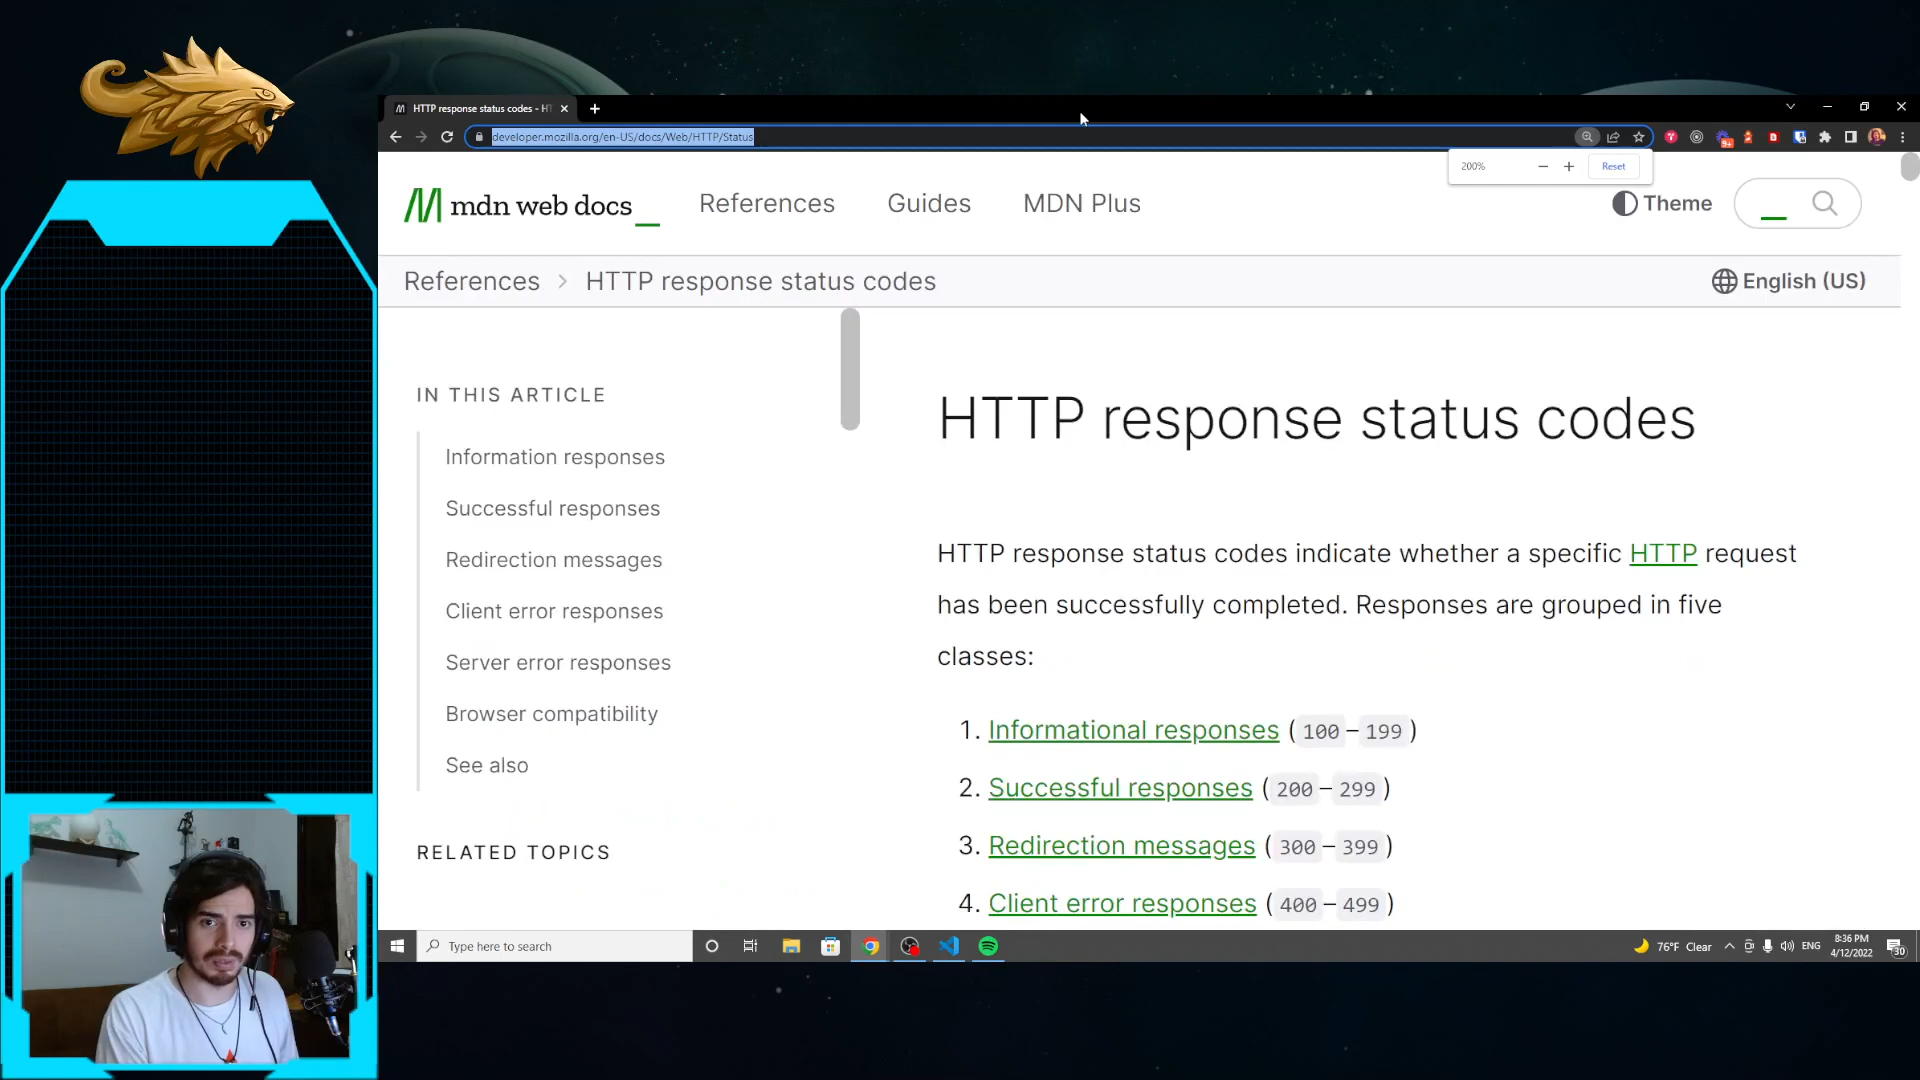 HTTP response status codes - HT
developer.mozilla.org/en-US/docs/Web/HTTP/Status
9+
200%
Reset
mdn web docs_
References
Guides
MDN Plus
Theme
References > HTTP response status codes
English (US)
IN THIS ARTICLE
Information responses
Successful responses
Redirection messages
Client error responses
Server error responses
Browser compatibility
See also
RELATED TOPICS
HTTP response status codes
HTTP response status codes indicate whether a specific HTTP request
has been successfully completed. Responses are grouped in five
classes:
1. Informational responses (100–199)
2. Successful responses (200–299)
3. Redirection messages (300–399)
4. Client error responses (400–499)
Type here to search
76°F Clear
ENG
8:36 PM
4/12/2022
30